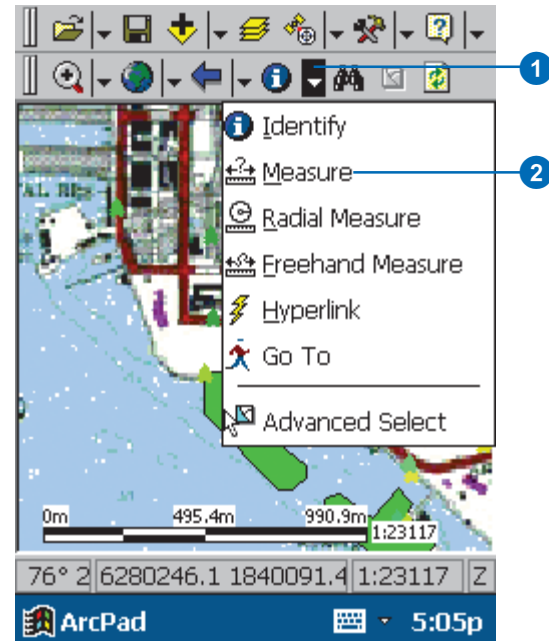 1
Identify
Measure
2
Radial Measure
Freehand Measure
Hyperlink
Go To
Advanced Select
0m 495.4m 990.9m
1:23117
76° 2 6280246.1 1840091.4 1:23117 Z
ArcPad 5:05p